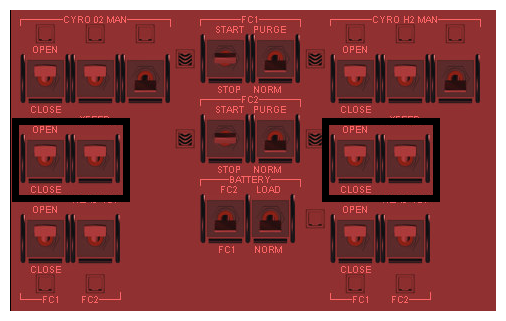 CYRO 02 MAN
FC1
CYRO H2 MAN
OPEN
START PURGE
OPEN
CLOSE
STOP NORM
CLOSE
FC2
OPEN
START PURGE
OPEN
CLOSE
STOP NORM
CLOSE
BATTERY
OPEN
FC2 LOAD
OPEN
CLOSE
FC1 NORM
CLOSE
FC1 FC2
FC1 FC2